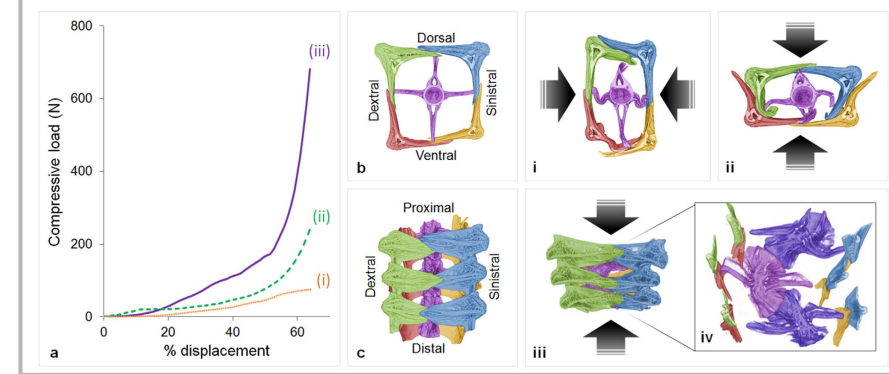 800
600
400
200
0
0
20
40
60
Compressive load (N)
% displacement
(iii)
(ii)
(i)
a
Dorsal
Dextral
Sinistral
Ventral
b
i
ii
Proximal
Dextral
Sinistral
Distal
c
iii
iv